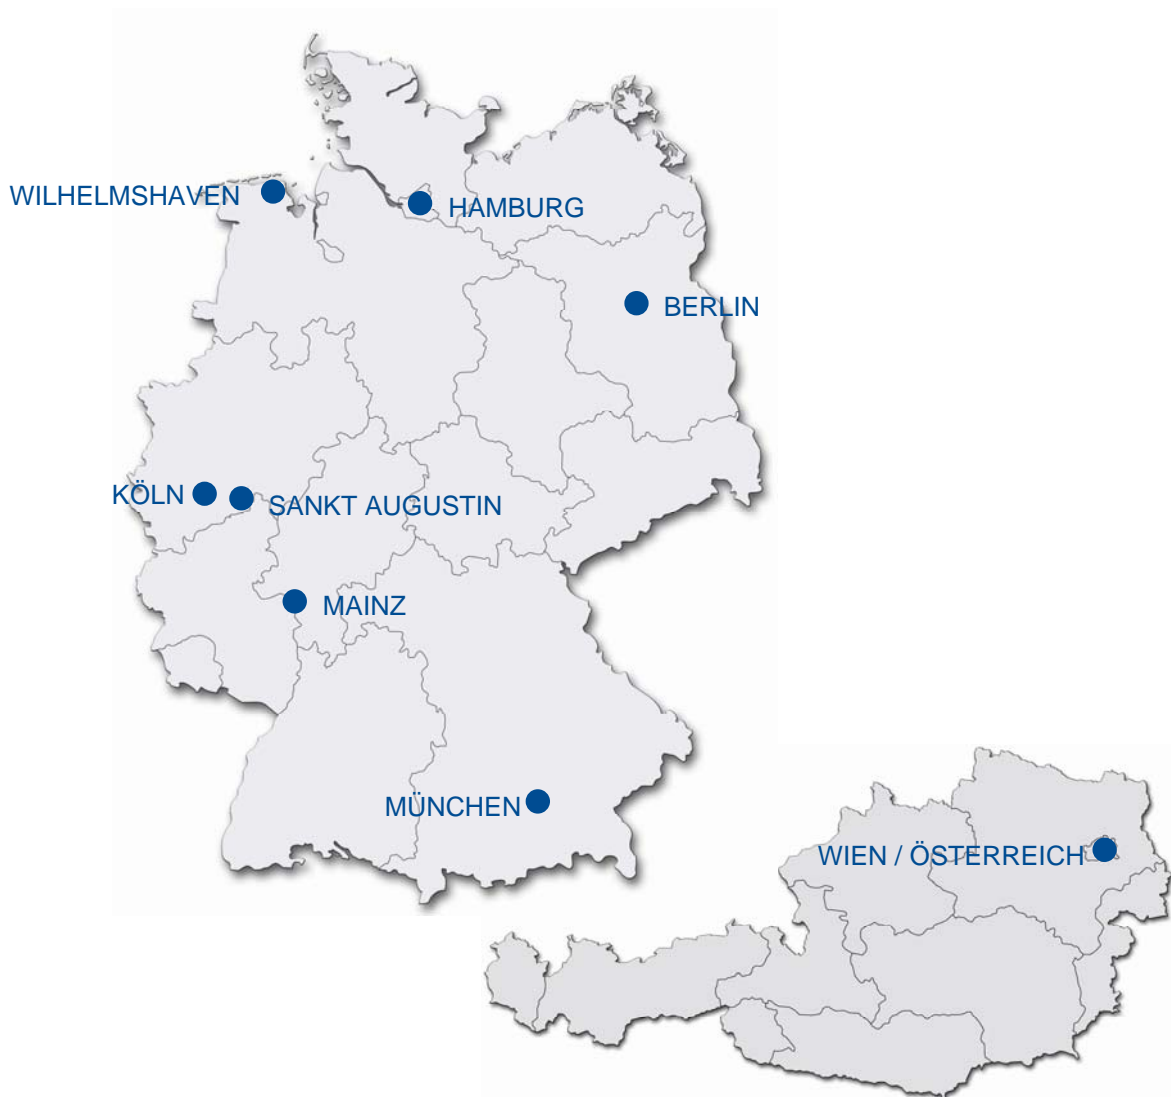 WILHELMSHAVEN
HAMBURG
BERLIN
KÖLN
SANKT AUGUSTIN
MAINZ
MÜNCHEN
WIEN / ÖSTERREICH